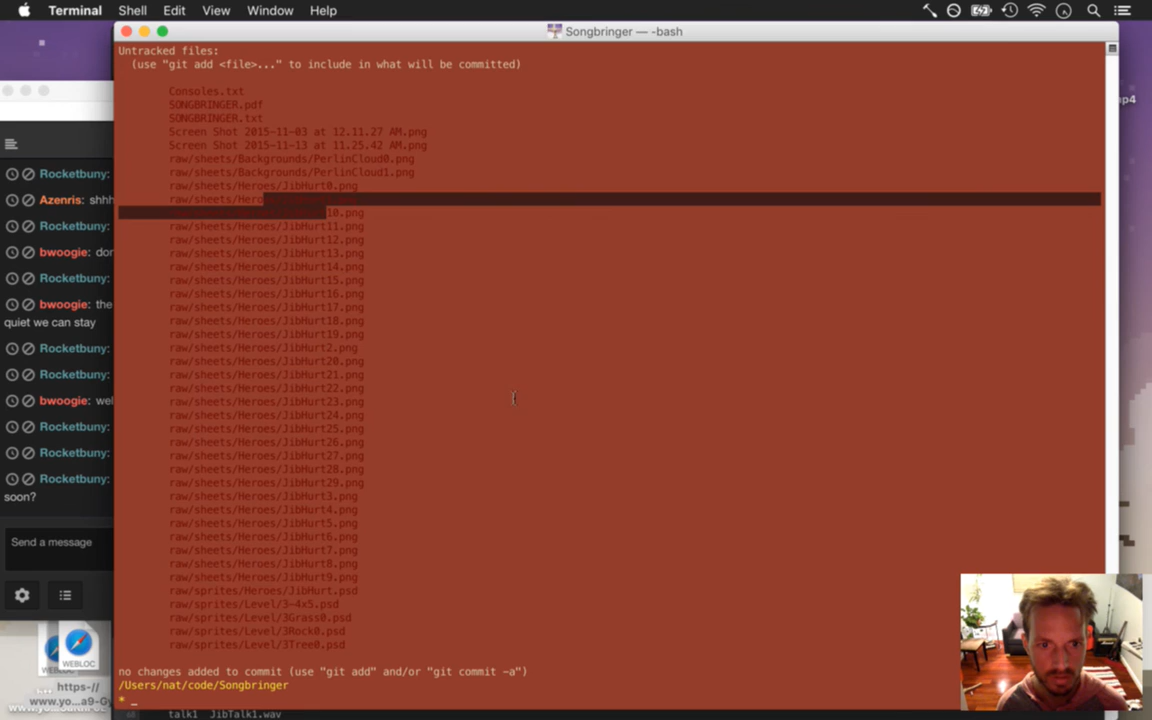 Terminal Shell Edit View Window Help
Songbringer — -bash
Untracked files:
(use "git add <file>..." to include in what will be committed)
Consoles.txt
SONGBRINGER.pdf
SONGBRINGER.txt
Screen Shot 2015-11-03 at 12.11.27 AM.png
Screen Shot 2015-11-13 at 11.25.42 AM.png
raw/sheets/Backgrounds/PerlinCloud0.png
raw/sheets/Backgrounds/PerlinCloud1.png
raw/sheets/Heroes/JibHurt0.png
raw/sheets/Hero
10.png
raw/sheets/Heroes/JibHurt11.png
raw/sheets/Heroes/JibHurt12.png
raw/sheets/Heroes/JibHurt13.png
raw/sheets/Heroes/JibHurt14.png
raw/sheets/Heroes/JibHurt15.png
raw/sheets/Heroes/JibHurt16.png
raw/sheets/Heroes/JibHurt17.png
raw/sheets/Heroes/JibHurt18.png
raw/sheets/Heroes/JibHurt19.png
raw/sheets/Heroes/JibHurt2.png
raw/sheets/Heroes/JibHurt20.png
raw/sheets/Heroes/JibHurt21.png
raw/sheets/Heroes/JibHurt22.png
raw/sheets/Heroes/JibHurt23.png
raw/sheets/Heroes/JibHurt24.png
raw/sheets/Heroes/JibHurt25.png
raw/sheets/Heroes/JibHurt26.png
raw/sheets/Heroes/JibHurt27.png
raw/sheets/Heroes/JibHurt28.png
raw/sheets/Heroes/JibHurt29.png
raw/sheets/Heroes/JibHurt3.png
raw/sheets/Heroes/JibHurt4.png
raw/sheets/Heroes/JibHurt5.png
raw/sheets/Heroes/JibHurt6.png
raw/sheets/Heroes/JibHurt7.png
raw/sheets/Heroes/JibHurt8.png
raw/sheets/Heroes/JibHurt9.png
raw/sprites/Heroes/JibHurt.psd
raw/sprites/Level/3-4x5.psd
raw/sprites/Level/3Grass0.psd
raw/sprites/Level/3Rock0.psd
raw/sprites/Level/3Tree0.psd
no changes added to commit (use "git add" and/or "git commit -a")
/Users/nat/code/Songbringer
* _
talk1 JibTalk1.wav
Rocketbuny:
Azenris: shhh
Rocketbuny:
bwoogie: don
Rocketbuny:
bwoogie: the
quiet we can stay
Rocketbuny:
Rocketbuny:
bwoogie: wel
Rocketbuny:
Rocketbuny:
Rocketbuny:
soon?
Send a message
WEBLOC
https-//
www.yo...a9-Gy
mp4